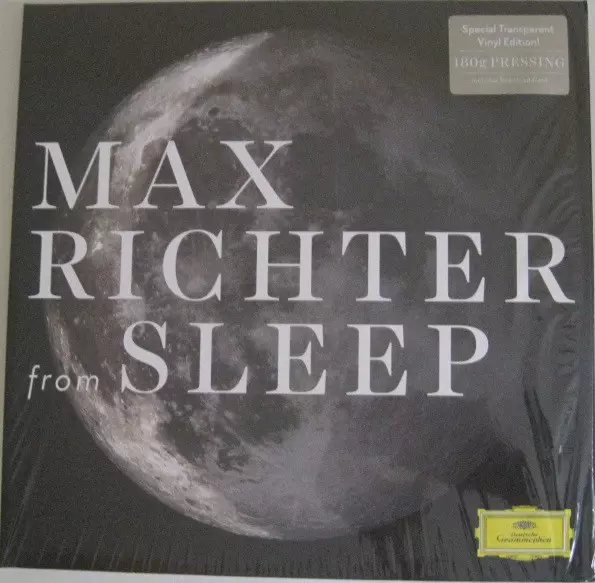 Special Transparent
Vinyl Edition!
180g PRESSING
MAX
RICHTER
from SLEEP
Deutsche
Grammophon